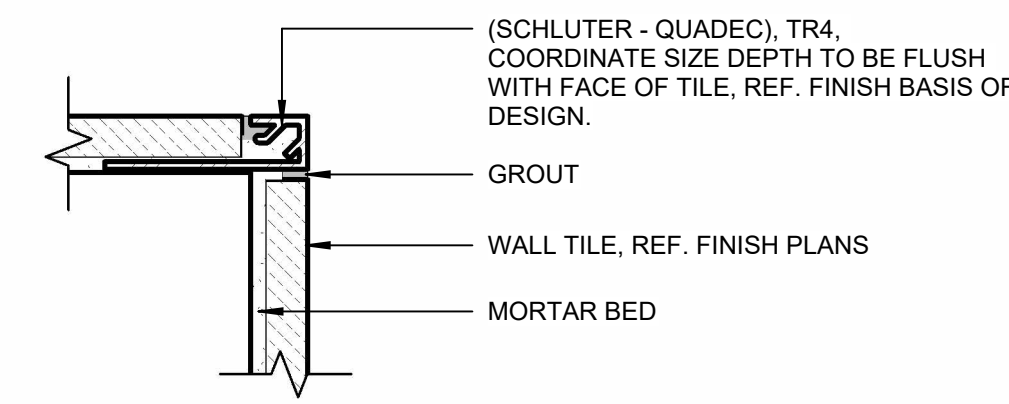 (SCHLUTER - QUADEC), TR4,
COORDINATE SIZE DEPTH TO BE FLUSH
WITH FACE OF TILE, REF. FINISH BASIS OF
DESIGN.
GROUT
WALL TILE, REF. FINISH PLANS
MORTAR BED